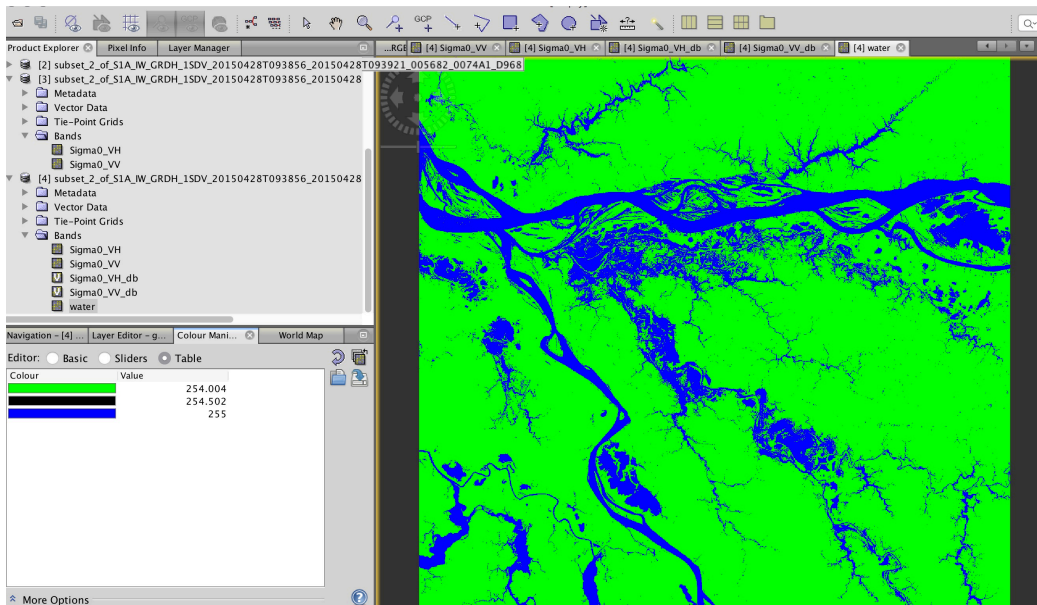 GCP
Product Explorer Pixel Info Layer Manager
...RGB [4] Sigma0_VV [4] Sigma0_VH [4] Sigma0_VH_db [4] Sigma0_VV_db [4] water
[2] subset_2_of_S1A_IW_GRDH_1SDV_20150428T093856_20150428T093921_005682_0074A1_D968
[3] subset_2_of_S1A_IW_GRDH_1SDV_20150428T093856_20150428
Metadata
Vector Data
Tie-Point Grids
Bands
Sigma0_VH
Sigma0_VV
[4] subset_2_of_S1A_IW_GRDH_1SDV_20150428T093856_20150428
Metadata
Vector Data
Tie-Point Grids
Bands
Sigma0_VH
Sigma0_VV
Sigma0_VH_db
Sigma0_VV_db
water
Navigation - [4] ... Layer Editor - g... Colour Mani... World Map
Editor: Basic Sliders Table
Colour Value
254.004
254.502
255
More Options